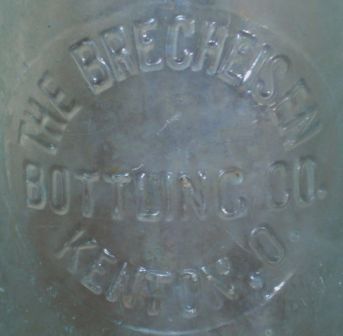 THE BRECHEISEN
BOTTLING CO.
KENTON. O.